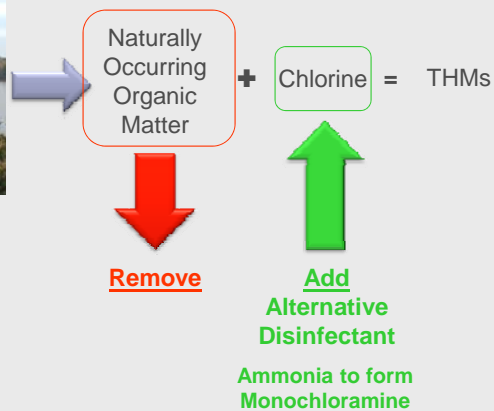 Naturally
Occurring
Organic
Matter
+ Chlorine = THMs
Remove
Add
Alternative
Disinfectant
Ammonia to form
Monochloramine